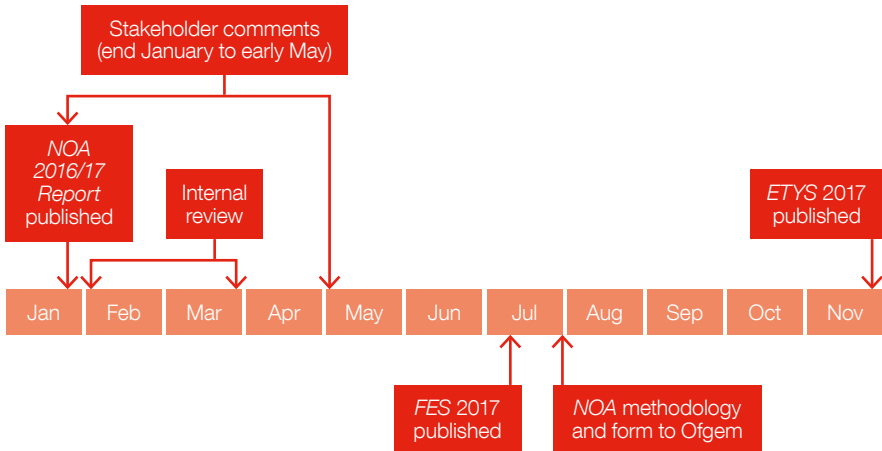 Stakeholder comments
(end January to early May)
NOA
2016/17
Report
published
Internal
review
ETYS 2017
published
Jan
Feb
Mar
Apr
May
Jun
Jul
Aug
Sep
Oct
Nov
FES 2017
published
NOA methodology
and form to Ofgem